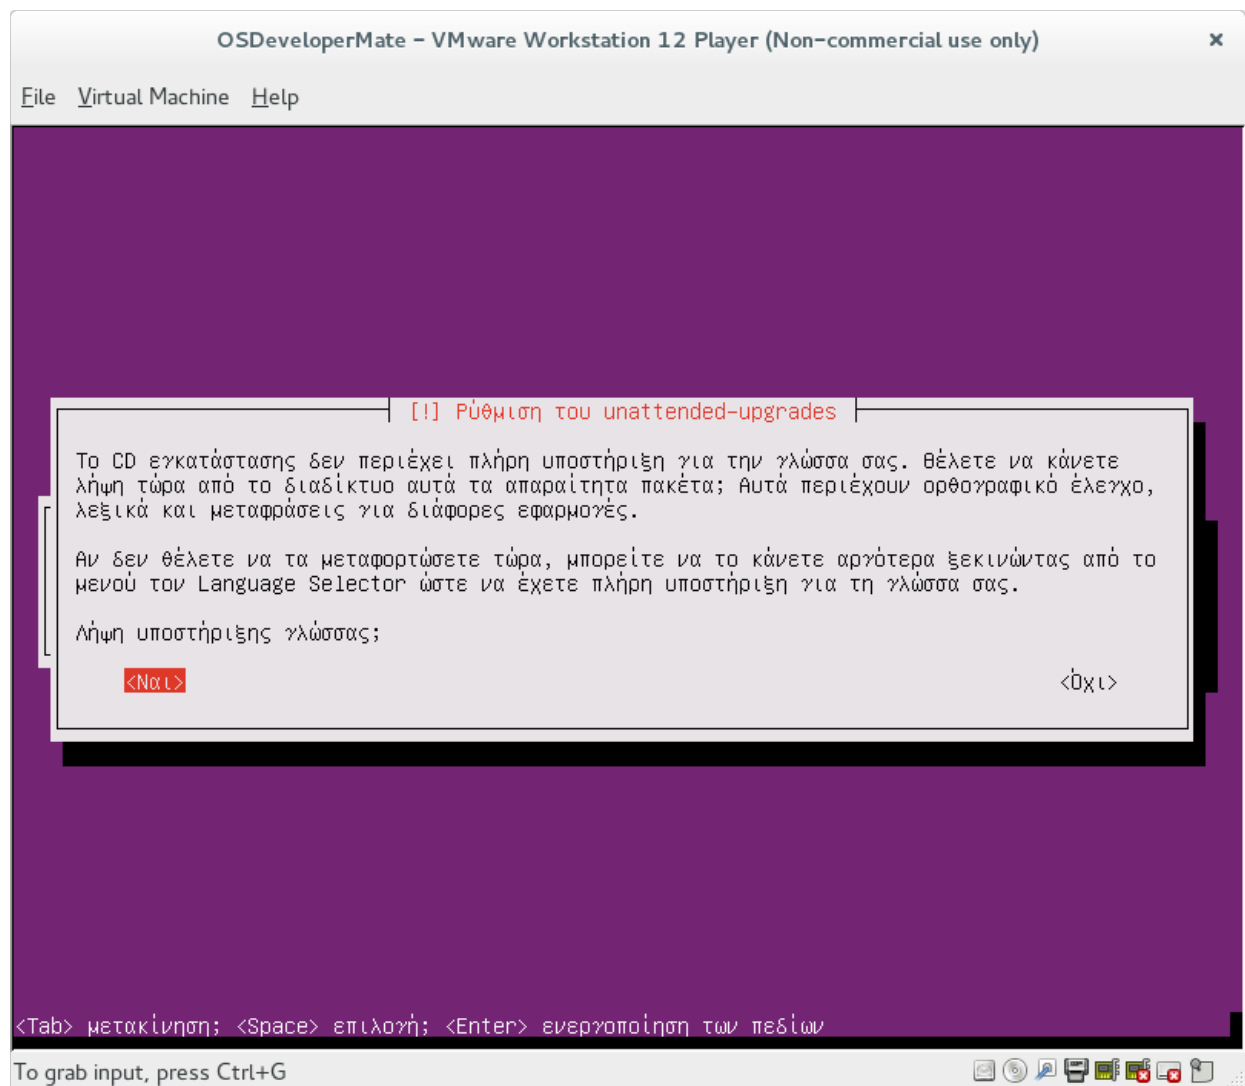 OSDeveloperMate – VMware Workstation 12 Player (Non-commercial use only)
File Virtual Machine Help
[!] Ρύθμιση του unattended-upgrades
Το CD εγκατάστασης δεν περιέχει πλήρη υποστήριξη για την γλώσσα σας. Θέλετε να κάνετε
λήψη τώρα από το διαδίκτυο αυτά τα απαραίτητα πακέτα; Αυτά περιέχουν ορθογραφικό έλεγχο,
λεξικά και μεταφράσεις για διάφορες εφαρμογές.
Αν δεν θέλετε να τα μεταφορτώσετε τώρα, μπορείτε να το κάνετε αργότερα ξεκινώντας από το
μενού τον Language Selector ώστε να έχετε πλήρη υποστήριξη για τη γλώσσα σας.
Λήψη υποστήριξης γλώσσας;
<Ναι> <Όχι>
<Tab> μετακίνηση; <Space> επιλογή; <Enter> ενεργοποίηση των πεδίων
To grab input, press Ctrl+G